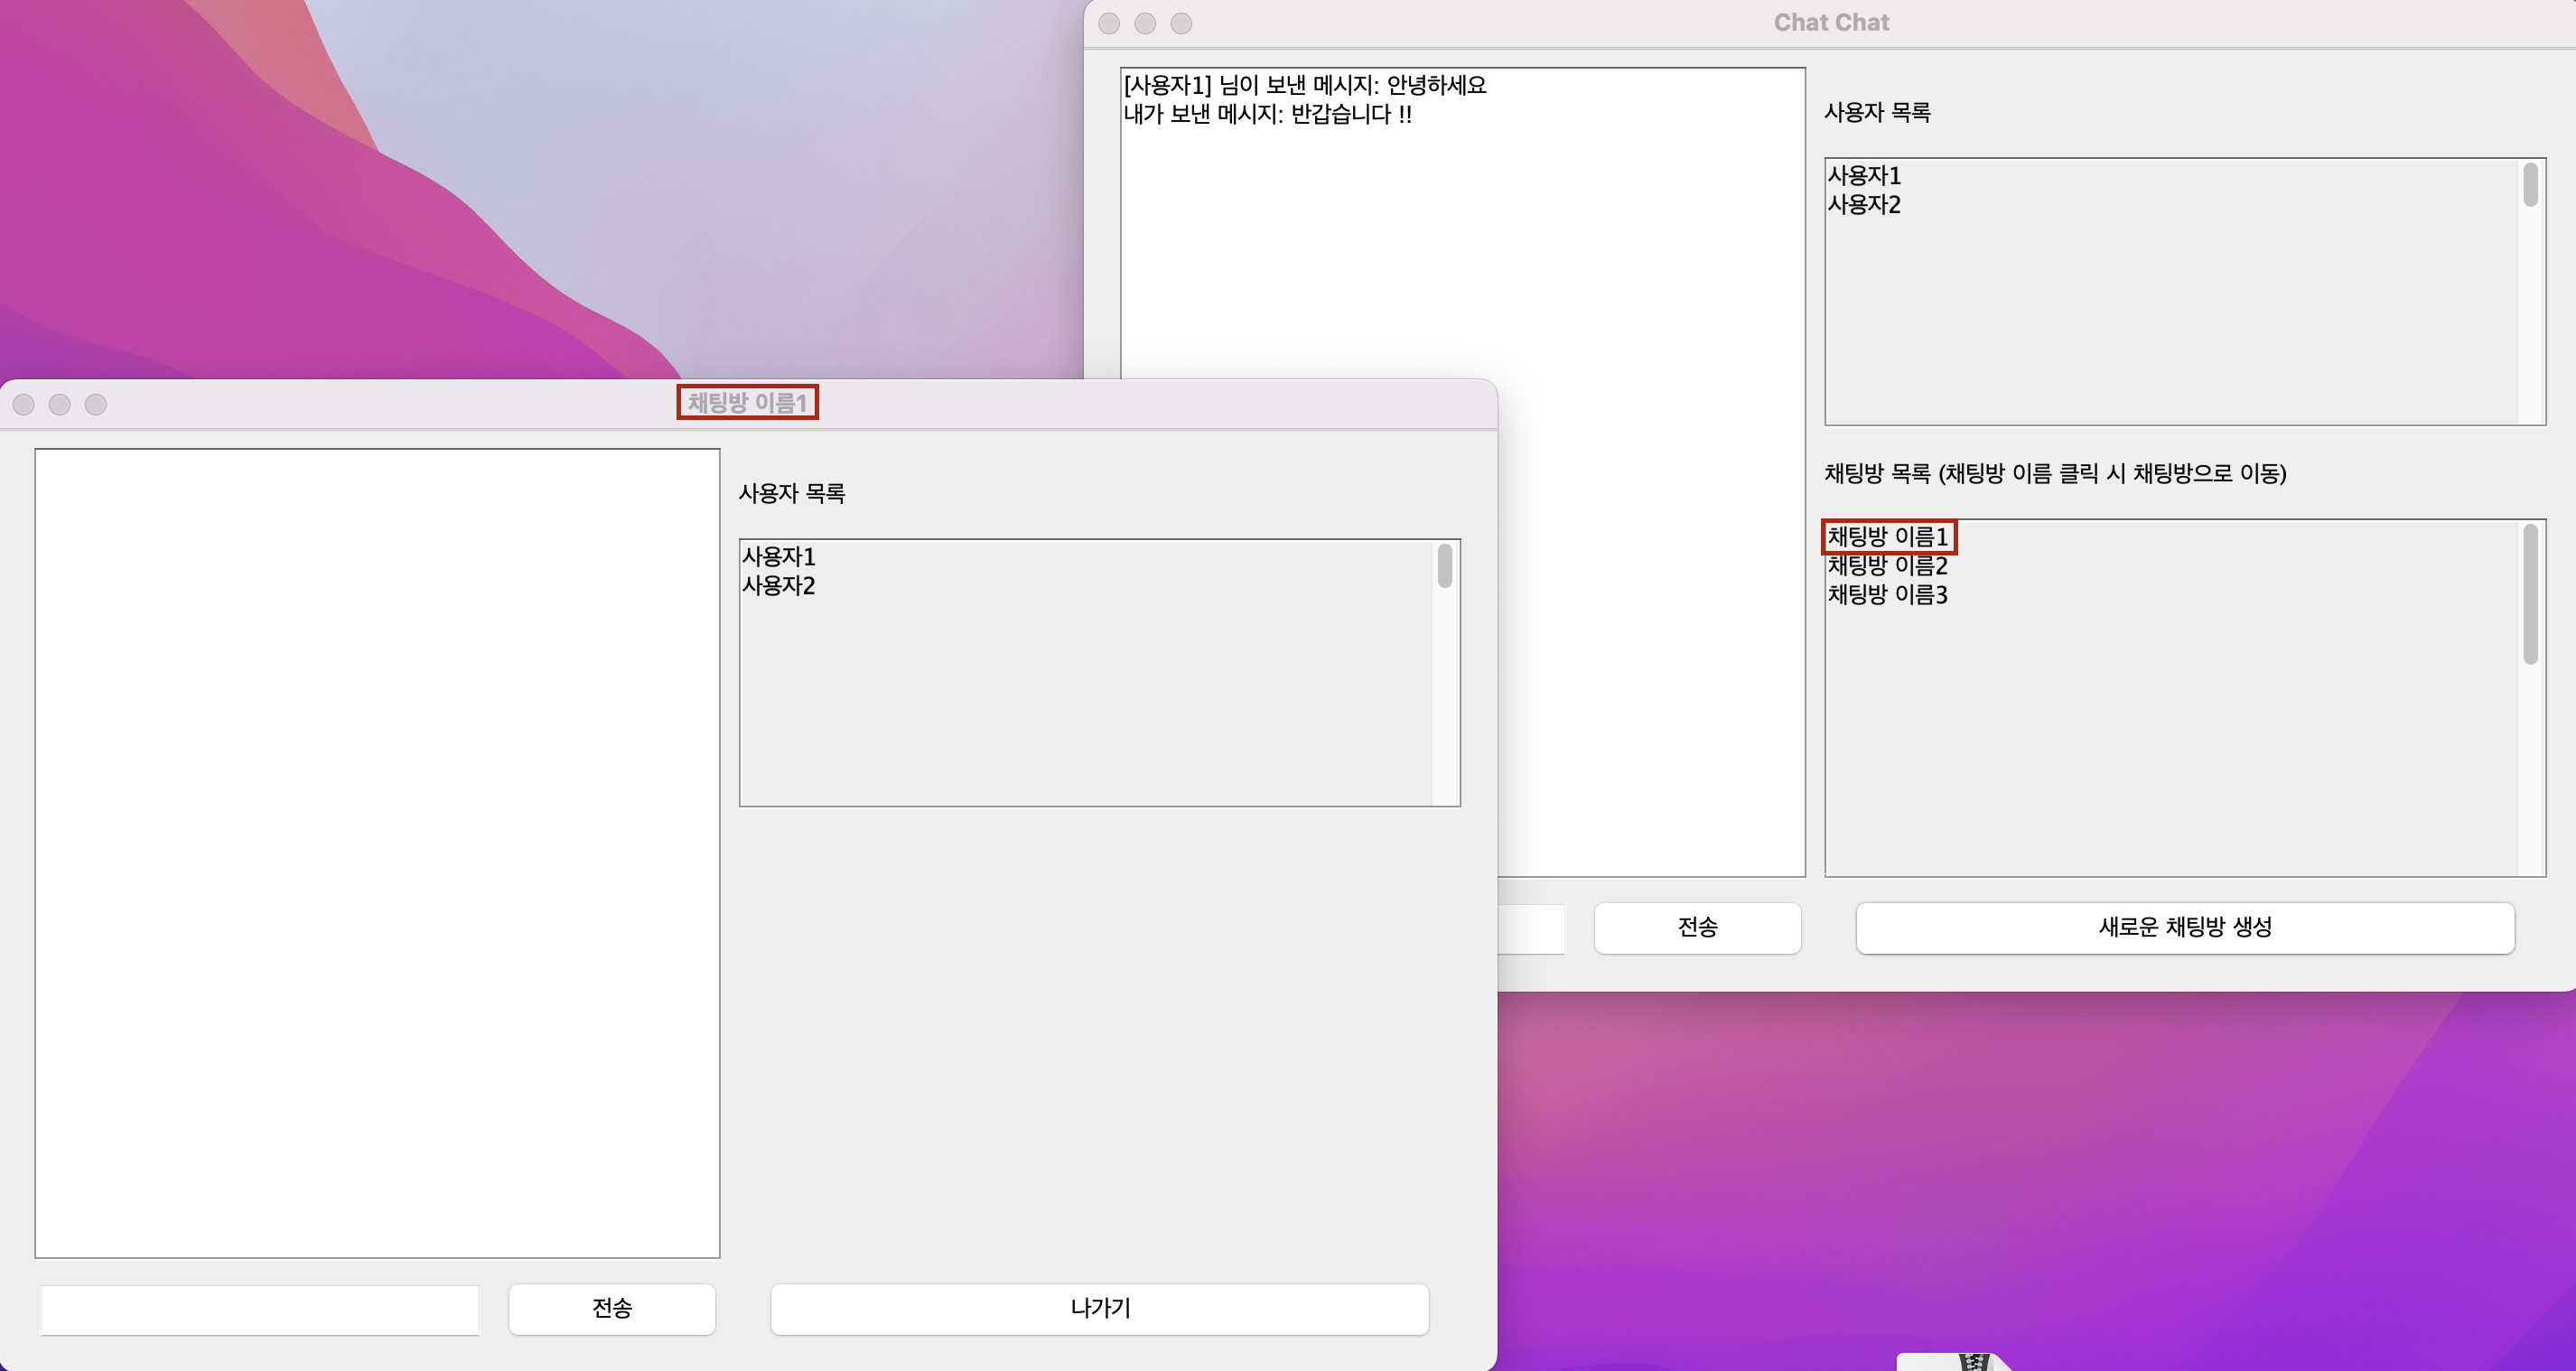 Chat Chat
[사용자1] 님이 보낸 메시지: 안녕하세요
내가 보낸 메시지: 반갑습니다 !!
사용자 목록
사용자1
사용자2
채팅방 목록 (채팅방 이름 클릭 시 채팅방으로 이동)
채팅방 이름1
채팅방 이름2
채팅방 이름3
전송
새로운 채팅방 생성
채팅방 이름1
사용자 목록
사용자1
사용자2
전송
나가기